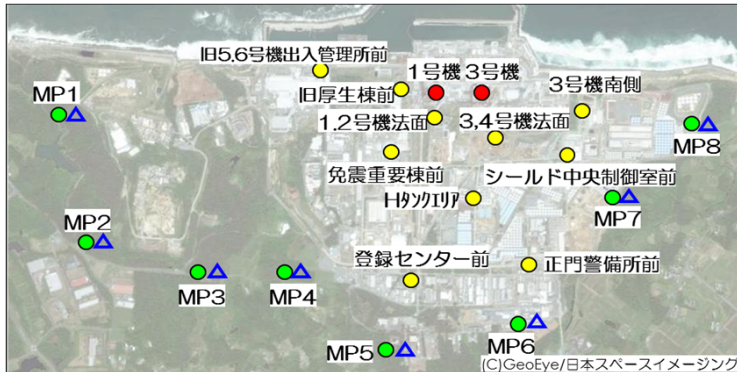 旧5.6号機出入管理所前
1号機
3号機
MP1
旧厚生棟前
3号機南側
1.2号機法面
3,4号機法面
MP8
免震重要棟前
シールド中央制御室前
Hタンクエリア
MP7
MP2
登録センター前
正門警備所前
MP3
MP4
MP5
MP6
(C)GeoEye/日本スペースイメージング